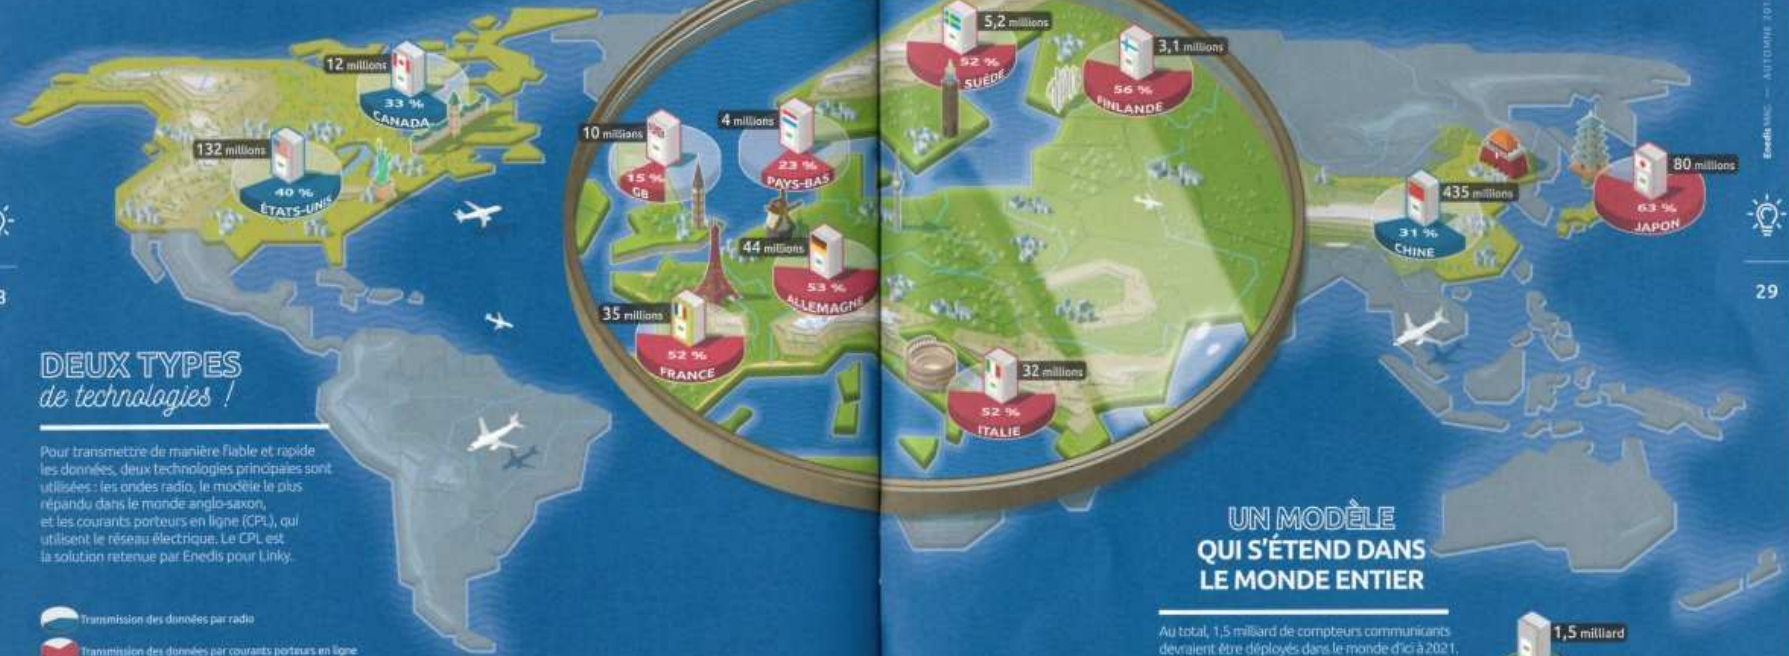 12 millions
33 %
CANADA
132 millions
40 %
ÉTATS-UNIS
10 millions
15 %
GB
4 millions
23 %
PAYS-BAS
44 millions
53 %
ALLEMAGNE
35 millions
52 %
FRANCE
5,2 millions
52 %
SUÈDE
3,1 millions
56 %
FINLANDE
32 millions
52 %
ITALIE
435 millions
31 %
CHINE
80 millions
63 %
JAPON
Enedis MAG — AUTOMNE
29
DEUX TYPES
de technologies !
Pour transmettre de manière fiable et rapide
les données, deux technologies principales sont
utilisées : les ondes radio, le modèle le plus
répandu dans le monde anglo-saxon,
et les courants porteurs en ligne (CPL), qui
utilisent le réseau électrique. Le CPL est
la solution retenue par Enedis pour Linky.
Transmission des données par radio
Transmission des données par courants porteurs en ligne
UN MODÈLE
QUI S'ÉTEND DANS
LE MONDE ENTIER
Au total, 1,5 milliard de compteurs communicants
devraient être déployés dans le monde d'ici à 2021.
1,5 milliard